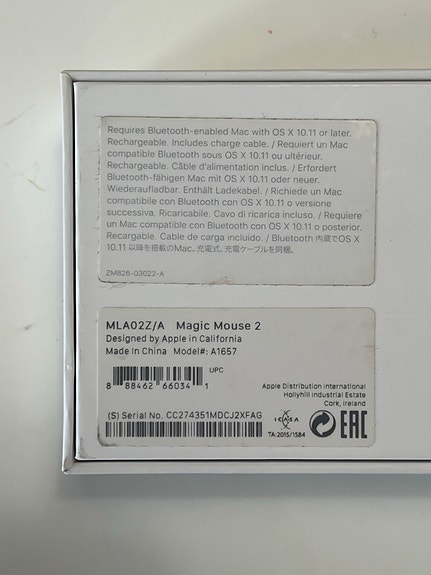 Requires Bluetooth-enabled Mac with OS X 10.11 or later.
Rechargeable. Includes charge cable. / Requiert un Mac
compatible Bluetooth sous OS X 10.11 ou ultérieur.
Rechargeable. Câble d'alimentation inclus. / Erfordert
Bluetooth-fähigen Mac mit OS X 10.11 oder neuer.
Wiederaufladbar. Enthält Ladekabel. / Richiede un Mac
compatibile con Bluetooth con OS X 10.11 o versione
successiva. Ricaricabile. Cavo di ricarica incluso. / Requiere
un Mac compatible con Bluetooth con OS X 10.11 o posterior.
Recargable. Cable de carga incluido. / Bluetooth 内蔵でOS X
10.11 以降を搭載のMac。充電式。充電ケーブルを同梱。
ZM826-03022-A
MLA02Z/A Magic Mouse 2
Designed by Apple in California
Made in China Model#: A1657
UPC
8 88462 66034 1
Apple Distribution International
Hollyhill Industrial Estate
Cork, Ireland
(S) Serial No. CC274351MDCJ2XFAG
ICASA
TA:2015/1584
EAC